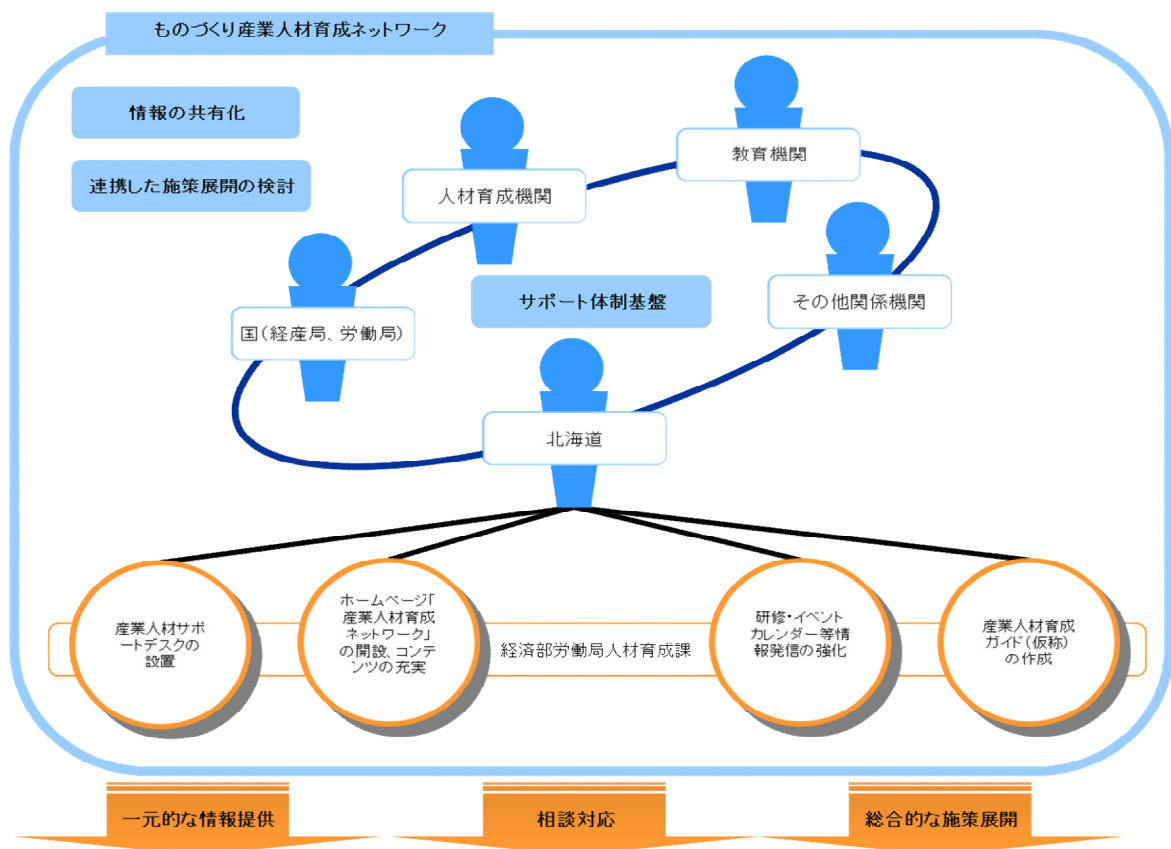 ものづくり産業人材育成ネットワーク
情報の共有化
連携した施策展開の検討
教育機関
人材育成機関
その他関係機関
サポート体制基盤
国(経産局、労働局)
北海道
産業人材サポ
ートデスクの
設置
ホームページ「
産業人材育成
ネットワーク」
の開設、コンテ
ンツの充実
経済部労働局人材育成課
研修・イベント
カレンダー等情
報発信の強化
産業人材育成
ガイド(仮称)
の作成
一元的な情報提供
相談対応
総合的な施策展開